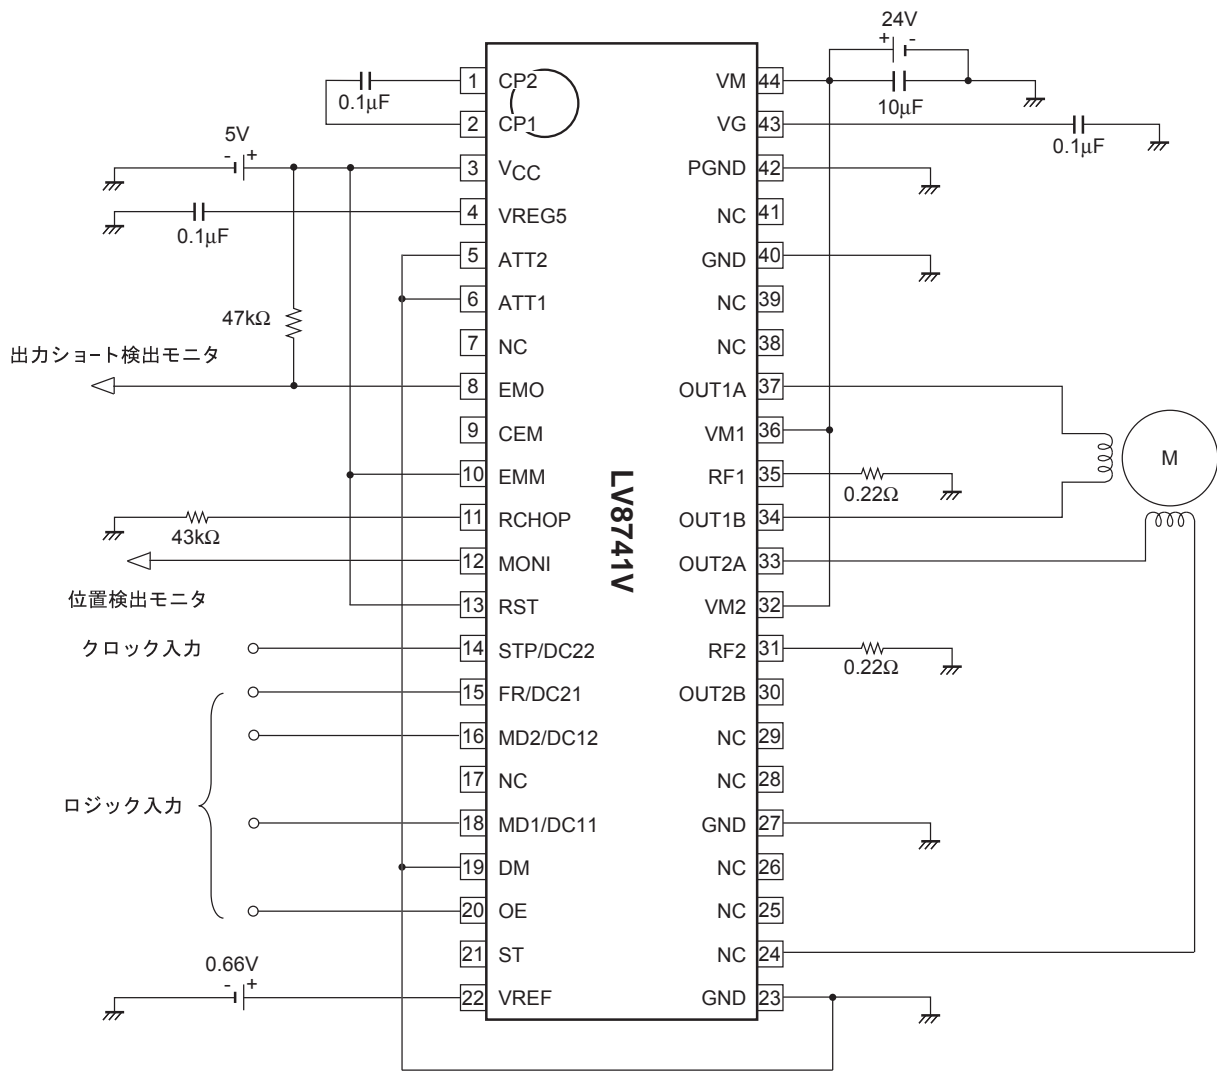 24V
+ -
1 CP2
0.1µF
2 CP1
5V
- +
3 VCC
4 VREG5
0.1µF
5 ATT2
6 ATT1
47kΩ
7 NC
出力ショート検出モニタ
8 EMO
9 CEM
10 EMM
11 RCHOP
43kΩ
12 MONI
位置検出モニタ
13 RST
クロック入力
14 STP/DC22
15 FR/DC21
16 MD2/DC12
17 NC
ロジック入力
18 MD1/DC11
19 DM
20 OE
21 ST
0.66V
- +
22 VREF
LV8741V
VM 44
10µF
VG 43
0.1µF
PGND 42
NC 41
GND 40
NC 39
NC 38
OUT1A 37
VM1 36
M
RF1 35
0.22Ω
OUT1B 34
OUT2A 33
VM2 32
RF2 31
0.22Ω
OUT2B 30
NC 29
NC 28
GND 27
NC 26
NC 25
NC 24
GND 23